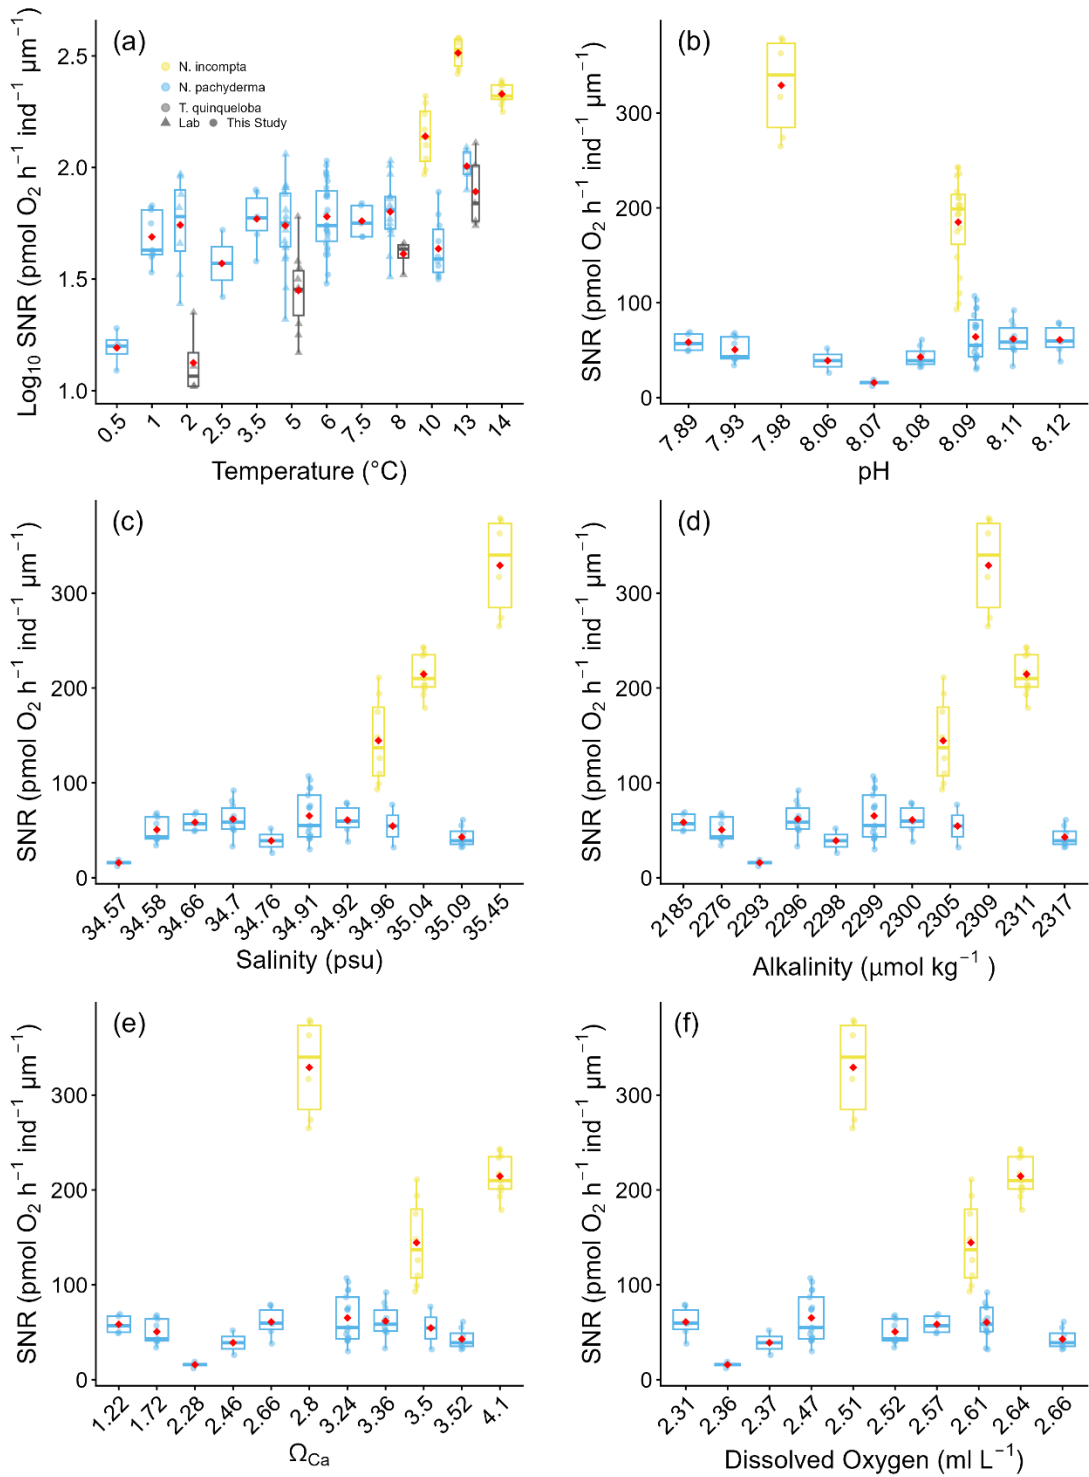 (a)
N. incompta
N. pachyderma
T. quinqueloba
Lab This Study
Log₁₀ SNR (pmol O₂ h⁻¹ ind⁻¹ μm⁻¹)
2.5
2.0
1.5
1.0
0.5 1 2 2.5 3.5 5 6 7.5 8 10 13 14
Temperature (°C)
(b)
SNR (pmol O₂ h⁻¹ ind⁻¹ μm⁻¹)
300
200
100
0
7.89 7.93 7.98 8.06 8.07 8.08 8.09 8.11 8.12
pH
(c)
SNR (pmol O₂ h⁻¹ ind⁻¹ μm⁻¹)
300
200
100
0
34.57 34.58 34.66 34.7 34.76 34.91 34.92 34.96 35.04 35.09 35.45
Salinity (psu)
(d)
SNR (pmol O₂ h⁻¹ ind⁻¹ μm⁻¹)
300
200
100
0
2185 2276 2293 2296 2298 2299 2300 2305 2309 2311 2317
Alkalinity (μmol kg⁻¹ )
(e)
SNR (pmol O₂ h⁻¹ ind⁻¹ μm⁻¹)
300
200
100
0
1.22 1.72 2.28 2.46 2.66 2.8 3.24 3.36 3.5 3.52 4.1
Ω_Ca
(f)
SNR (pmol O₂ h⁻¹ ind⁻¹ μm⁻¹)
300
200
100
0
2.31 2.36 2.37 2.47 2.51 2.52 2.57 2.61 2.64 2.66
Dissolved Oxygen (ml L⁻¹)